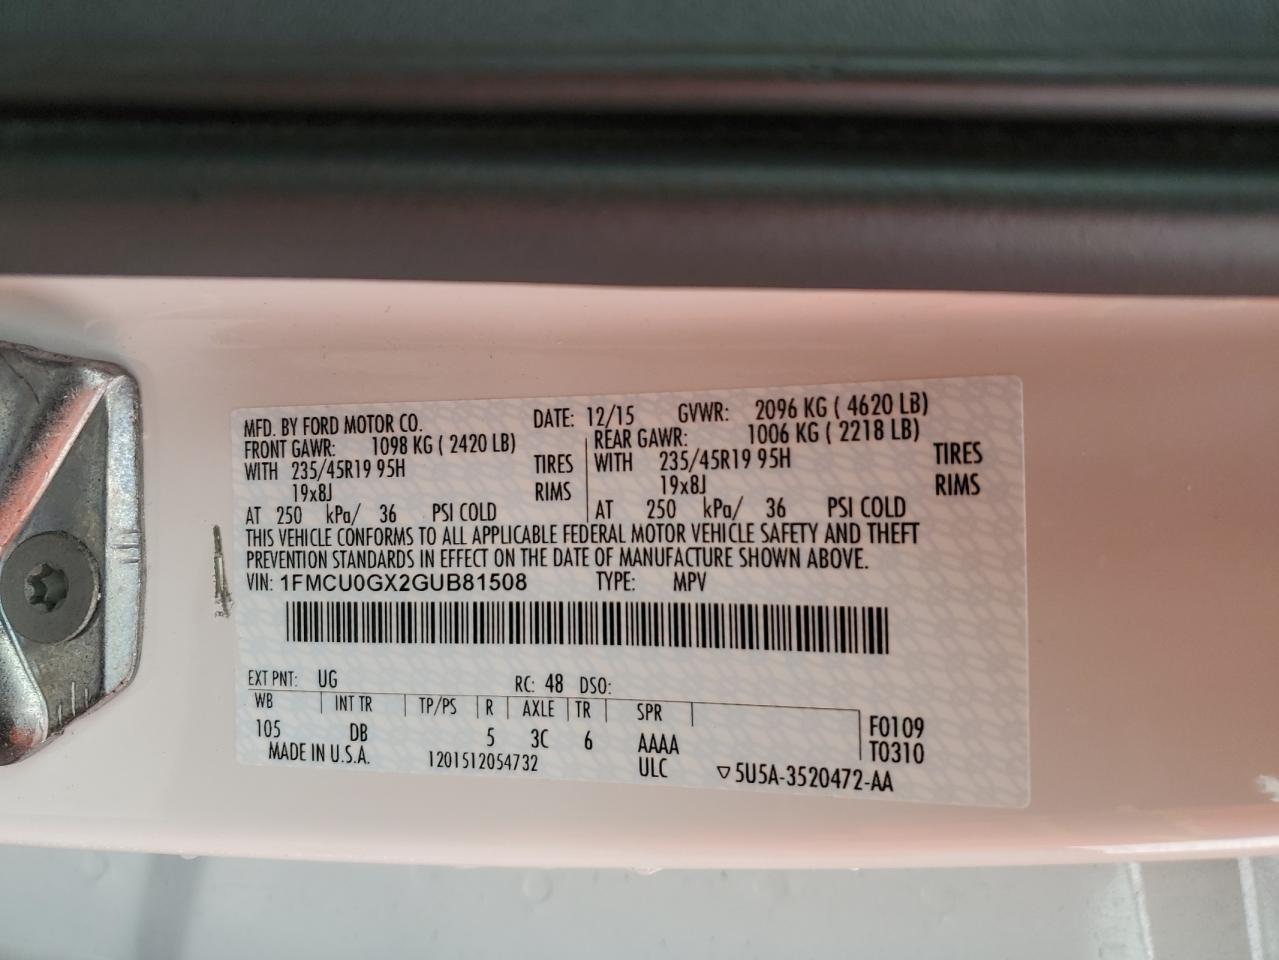 MFD. BY FORD MOTOR CO. DATE: 12/15 GVWR: 2096 KG ( 4620 LB)
FRONT GAWR: 1098 KG ( 2420 LB) REAR GAWR: 1006 KG ( 2218 LB)
WITH 235/45R19 95H TIRES WITH 235/45R19 95H TIRES
19x8J RIMS 19x8J RIMS
AT 250 kPa/ 36 PSI COLD AT 250 kPa/ 36 PSI COLD
THIS VEHICLE CONFORMS TO ALL APPLICABLE FEDERAL MOTOR VEHICLE SAFETY AND THEFT
PREVENTION STANDARDS IN EFFECT ON THE DATE OF MANUFACTURE SHOWN ABOVE.
VIN: 1FMCU0GX2GUB81508 TYPE: MPV
EXT PNT: UG RC: 48 DSO:
WB INT TR TP/PS R AXLE TR SPR F0109
105 DB 5 3C 6 AAAA T0310
MADE IN U.S.A. 1201512054732 ULC ▽5U5A-3520472-AA